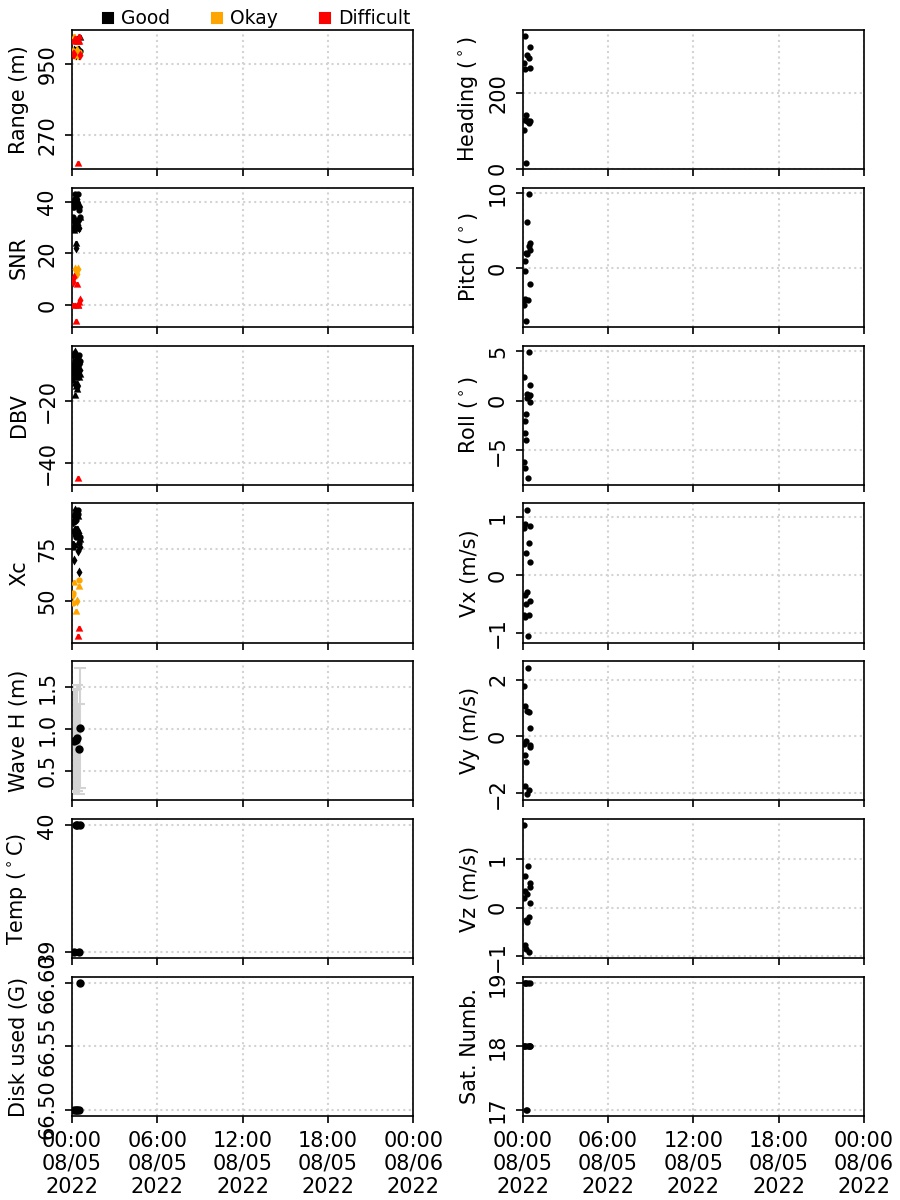 Good Okay Difficult
Range (m)
950
270
Heading (°)
200
0
SNR
40
20
0
Pitch (°)
10
0
DBV
−20
−40
Roll (°)
5
0
−5
Xc
75
50
Vx (m/s)
1
0
−1
Wave H (m)
1.5
1.0
0.5
Vy (m/s)
2
0
−2
Temp (°C)
40
39
Vz (m/s)
1
0
−1
Disk used (G)
66.60
66.55
66.50
Sat. Numb.
19
18
17
00:00 06:00 12:00 18:00 00:00
08/05 08/05 08/05 08/05 08/06
2022 2022 2022 2022 2022
00:00 06:00 12:00 18:00 00:00
08/05 08/05 08/05 08/05 08/06
2022 2022 2022 2022 2022